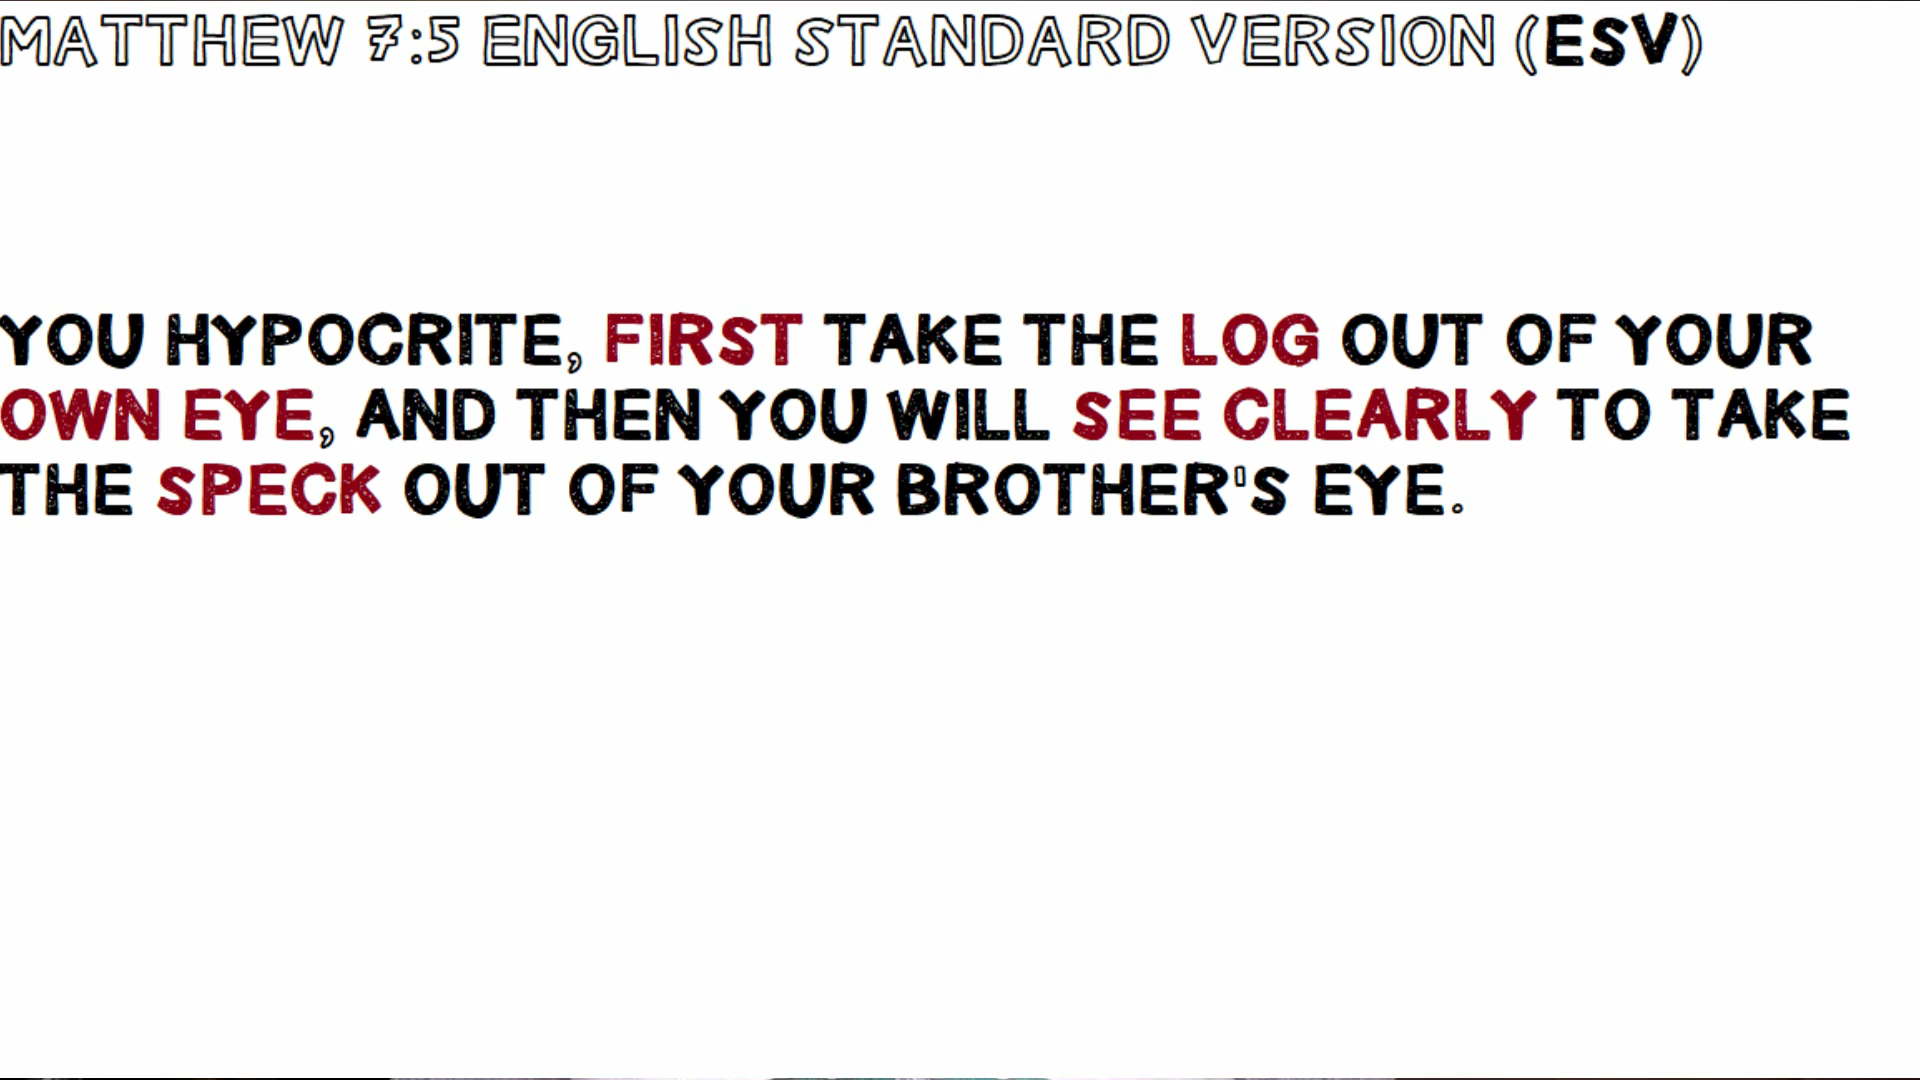 MATTHEW 7:5 ENGLISH STANDARD VERSION (ESV)
YOU HYPOCRITE, FIRST TAKE THE LOG OUT OF YOUR
OWN EYE, AND THEN YOU WILL SEE CLEARLY TO TAKE
THE SPECK OUT OF YOUR BROTHER'S EYE.